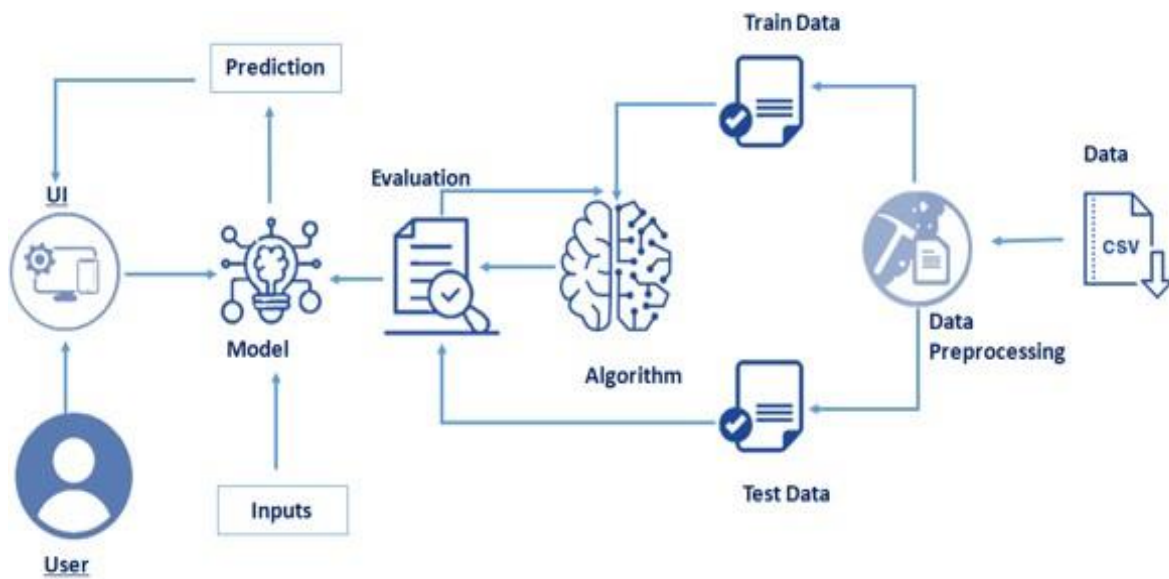 Train Data
Prediction
Data
Evaluation
UI
CSV
Model
Data
Preprocessing
Algorithm
Inputs
Test Data
User